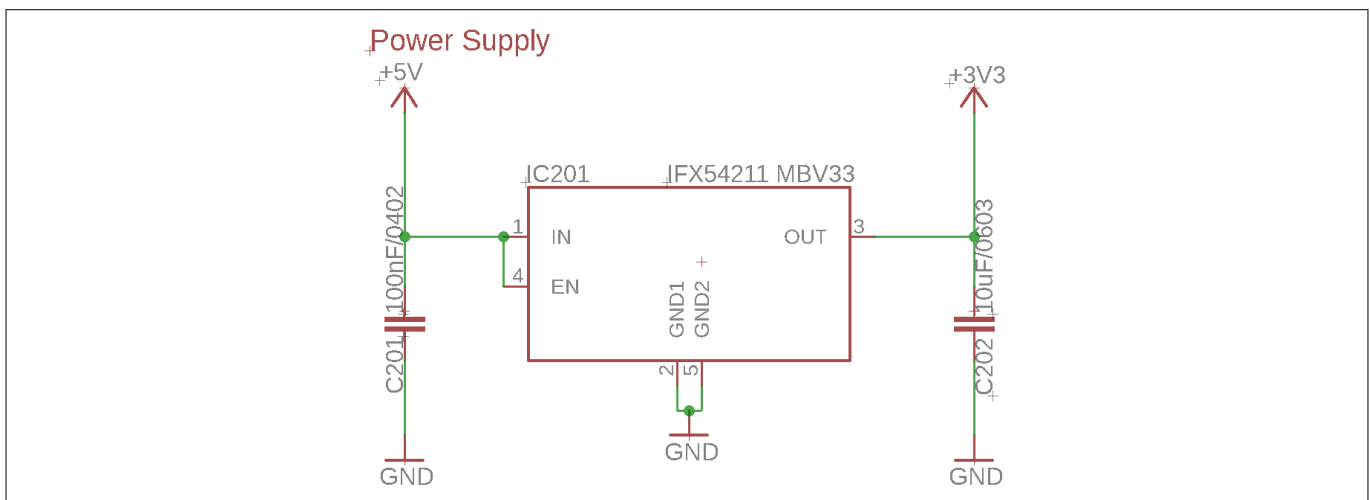 Power Supply
+5V
+3V3
IC201
IFX54211 MBV33
100nF/0402
C201
1
IN
4
EN
GND1
GND2
OUT
3
2
5
10uF/0603
C202
GND
GND
GND